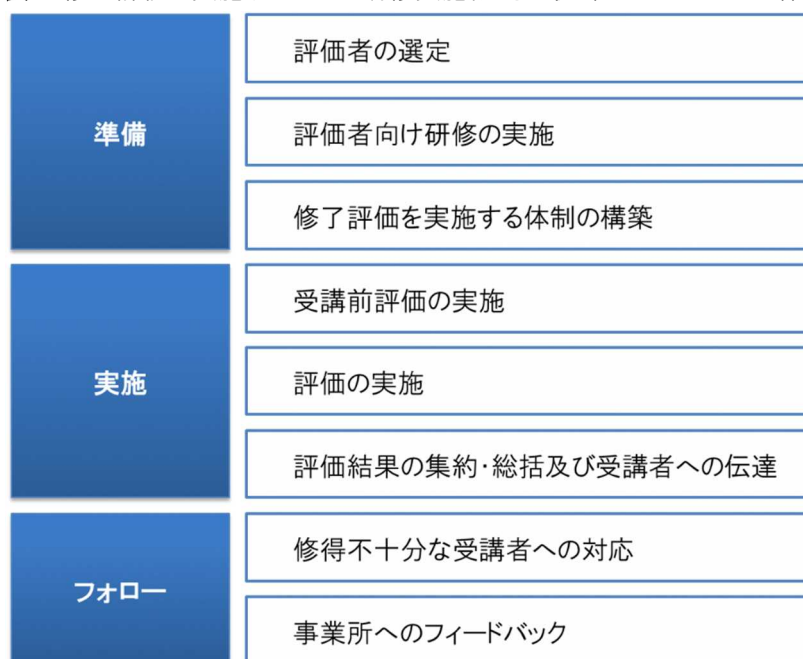 準備
評価者の選定
評価者向け研修の実施
修了評価を実施する体制の構築
実施
受講前評価の実施
評価の実施
評価結果の集約・総括及び受講者への伝達
フォロー
修得不十分な受講者への対応
事業所へのフィードバック